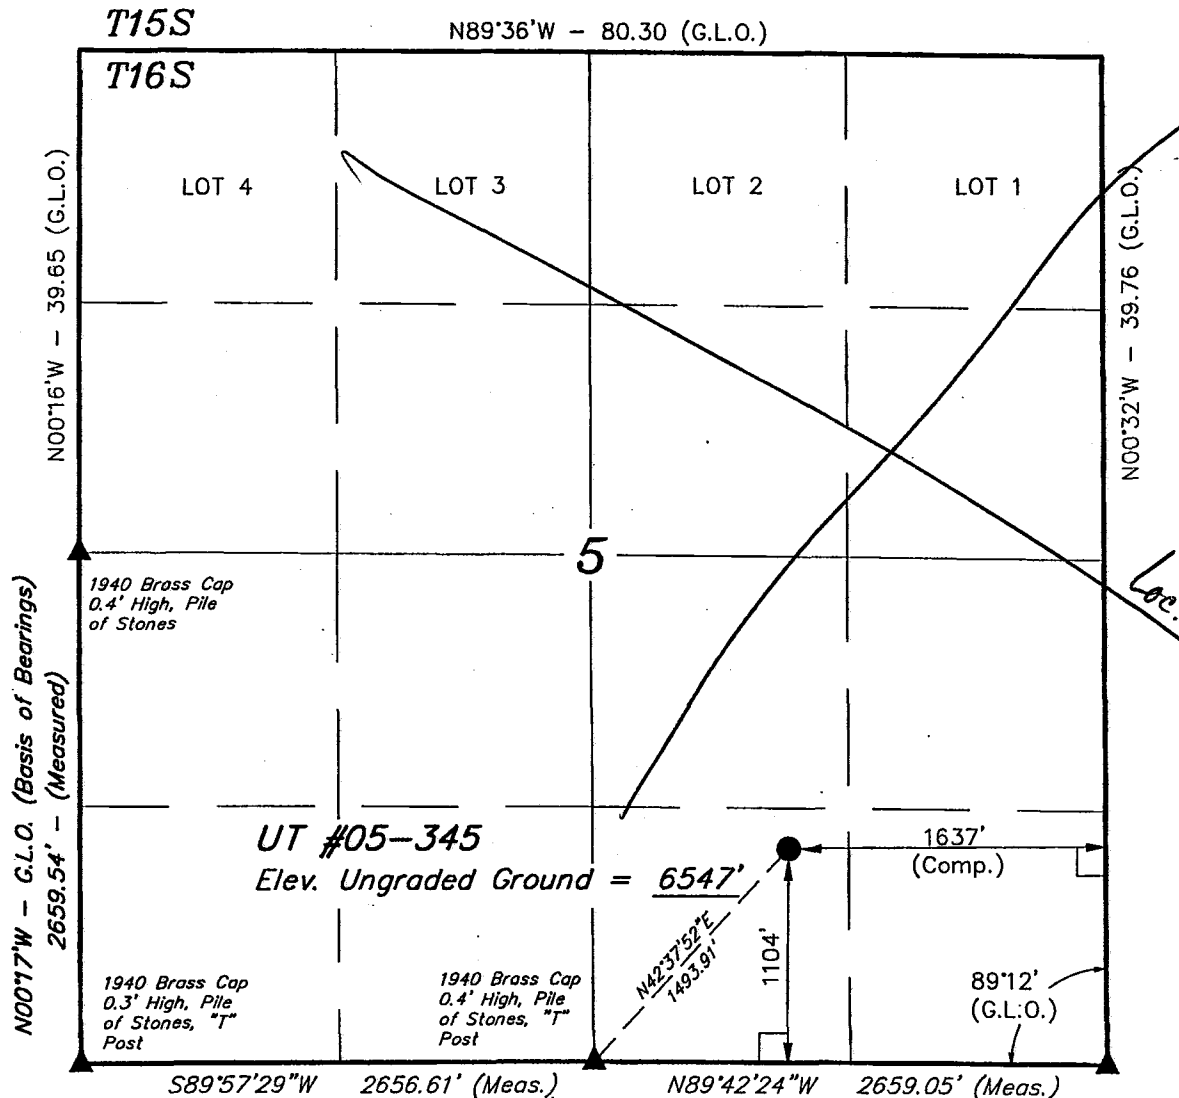 T15S
N89°36'W - 80.30 (G.L.O.)
T16S
LOT 4
LOT 3
LOT 2
LOT 1
N00°16'W - 39.65 (G.L.O.)
N00°32'W - 39.76 (G.L.O.)
5
Loc.
1940 Brass Cap
0.4' High, Pile
of Stones
N00°17'W - G.L.O. (Basis of Bearings)
2659.54' - (Measured)
UT #05-345
Elev. Ungraded Ground = 6547'
1637'
(Comp.)
N42°37'52"E
1493.91'
1104'
1940 Brass Cap
0.3' High, Pile
of Stones, "T"
Post
1940 Brass Cap
0.4' High, Pile
of Stones, "T"
Post
89°12'
(G.L.O.)
S89°57'29"W 2656.61' (Meas.)
N89°42'24"W 2659.05' (Meas.)